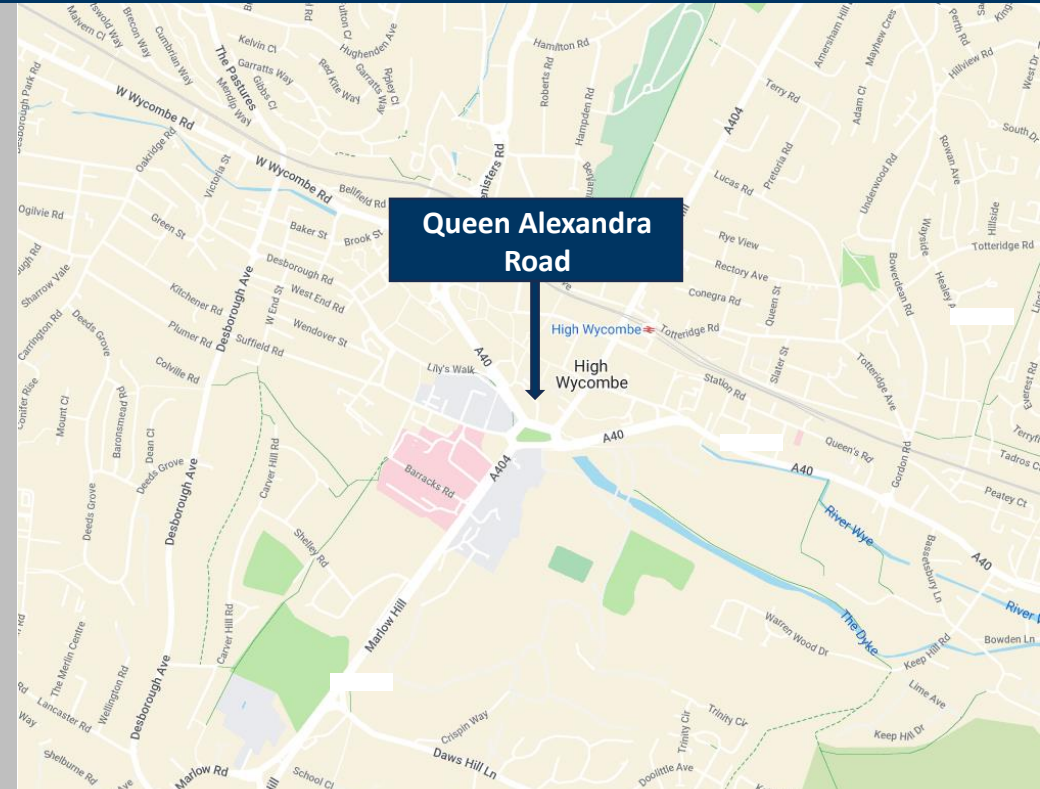 Malvern Cl
Brecon Way
Cumbrian Way
The Pastures
Kelvin Cl
Garratts Way
Gibbs Cl
Mendip Way
Hughenden Ave
Red Kite Way
Garratts Way
Ripley Cl
Hamilton Rd
Roberts Rd
Hampden Rd
Amersham Hill
Mayhew Cres
Perth Rd
Hillview Rd
West Dr
South Dr
Terry Rd
A404
Adam Cl
W Wycombe Rd
Oakridge Rd
Victoria St
W Wycombe Rd
Bellfield Rd
Lucas Rd
Pretoria Rd
Underwood Rd
Rowan Ave
Ogilvie Rd
Green St
Baker St
Brook St
Queen Alexandra
Road
Rye View
Rectory Ave
Conegra Rd
Queen St
Wayside
Hillside
Totteridge Rd
Bowerdean Rd
Sharrow Vale
Carrington Rd
Deeds Grove
Kitchener Rd
Plumer Rd
Desborough Ave
Desborough Rd
W End St
West End Rd
Wendover St
Suffield Rd
Colville Rd
Lily's Walk
A40
High Wycombe
Totteridge Rd
High
Wycombe
Station Rd
Slater St
Totteridge Ave
Everest Rd
Conifer Rise
Mount Cl
Baronsmead Rd
Dean Cl
Deeds Grove
Deeds Grove
Desborough Ave
Carver Hill Rd
Barracks Rd
A404
A40
Queen's Rd
A40
Gordon Rd
Peatey Ct
River Wye
Bassetsbury Ln
A40
Shelley Rd
Marlow Hill
Carver Hill Rd
The Merlin Centre
Wellington Rd
Lancaster Rd
Desborough Ave
Warren Wood Dr
The Dyke
Keep Hill Rd
Bowden Ln
Lime Ave
Keep Hill Dr
Trinity Cir
Trinity Cir
Crispin Way
Daws Hill Ln
Doolittle Ave
Shelburne Rd
Marlow Rd
School Cl